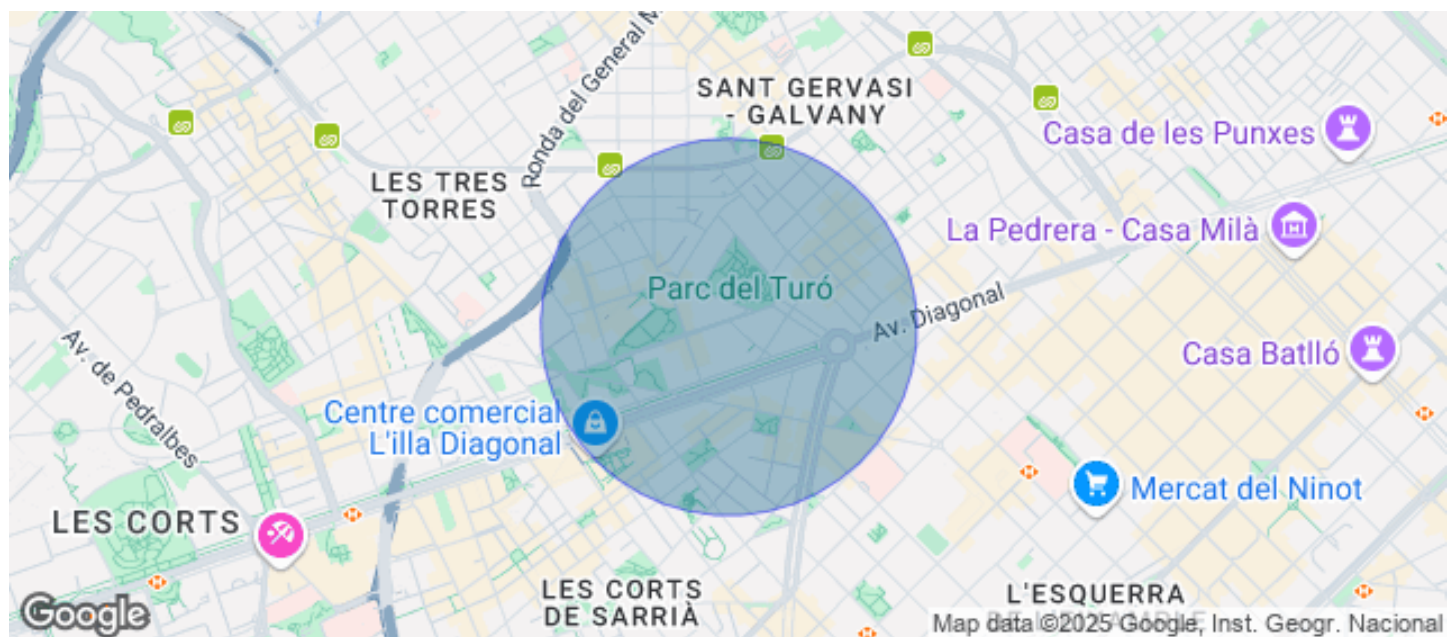 SANT GERVASI
- GALVANY
Ronda del General M
Casa de les Punxes
LES TRES
TORRES
La Pedrera - Casa Milà
Parc del Turó
Av. Diagonal
Av. de Pedralbes
Casa Batlló
Centre comercial
L'illa Diagonal
Mercat del Ninot
LES CORTS
LES CORTS
DE SARRIÀ
L'ESQUERRA
Google
Map data ©2025 Google, Inst. Geogr. Nacional